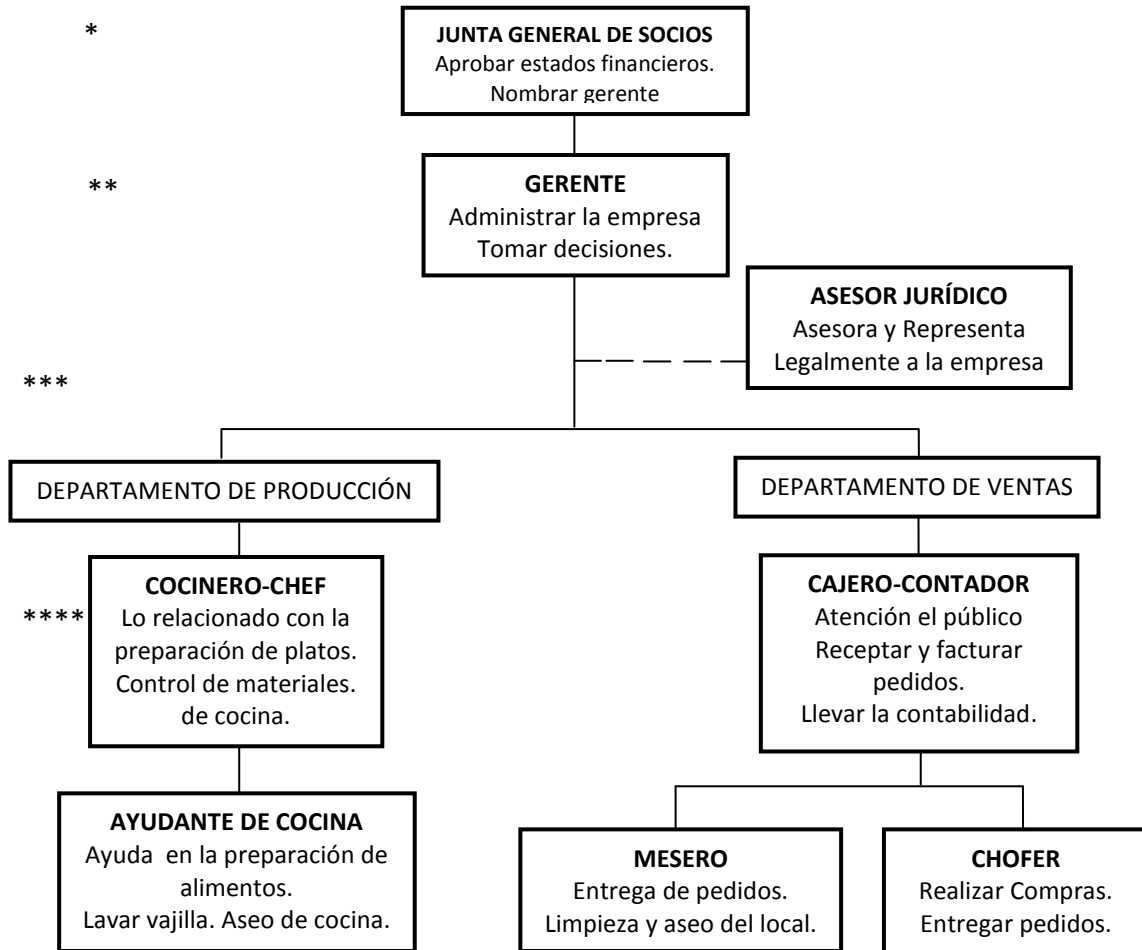 *
JUNTA GENERAL DE SOCIOS
Aprobar estados financieros.
Nombrar gerente
**
GERENTE
Administrar la empresa
Tomar decisiones.
ASESOR JURÍDICO
Asesora y Representa
Legalmente a la empresa
***
DEPARTAMENTO DE PRODUCCIÓN
DEPARTAMENTO DE VENTAS
****
COCINERO-CHEF
Lo relacionado con la
preparación de platos.
Control de materiales.
de cocina.
CAJERO-CONTADOR
Atención el público
Receptar y facturar
pedidos.
Llevar la contabilidad.
AYUDANTE DE COCINA
Ayuda  en la preparación de
alimentos.
Lavar vajilla. Aseo de cocina.
MESERO
Entrega de pedidos.
Limpieza y aseo del local.
CHOFER
Realizar Compras.
Entregar pedidos.